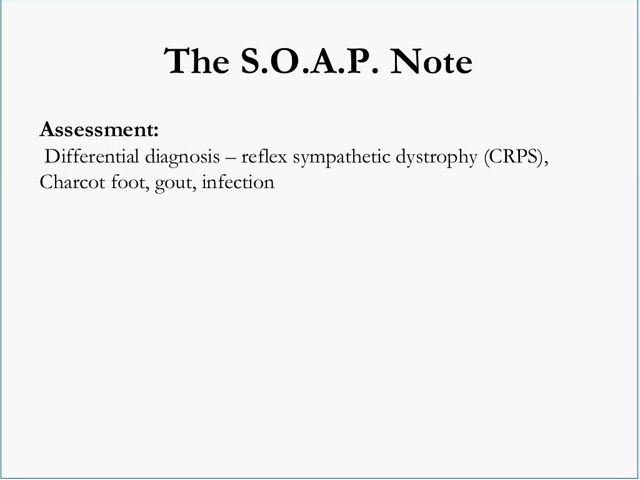 The S.O.A.P. Note
Assessment:
Differential diagnosis – reflex sympathetic dystrophy (CRPS),
Charcot foot, gout, infection